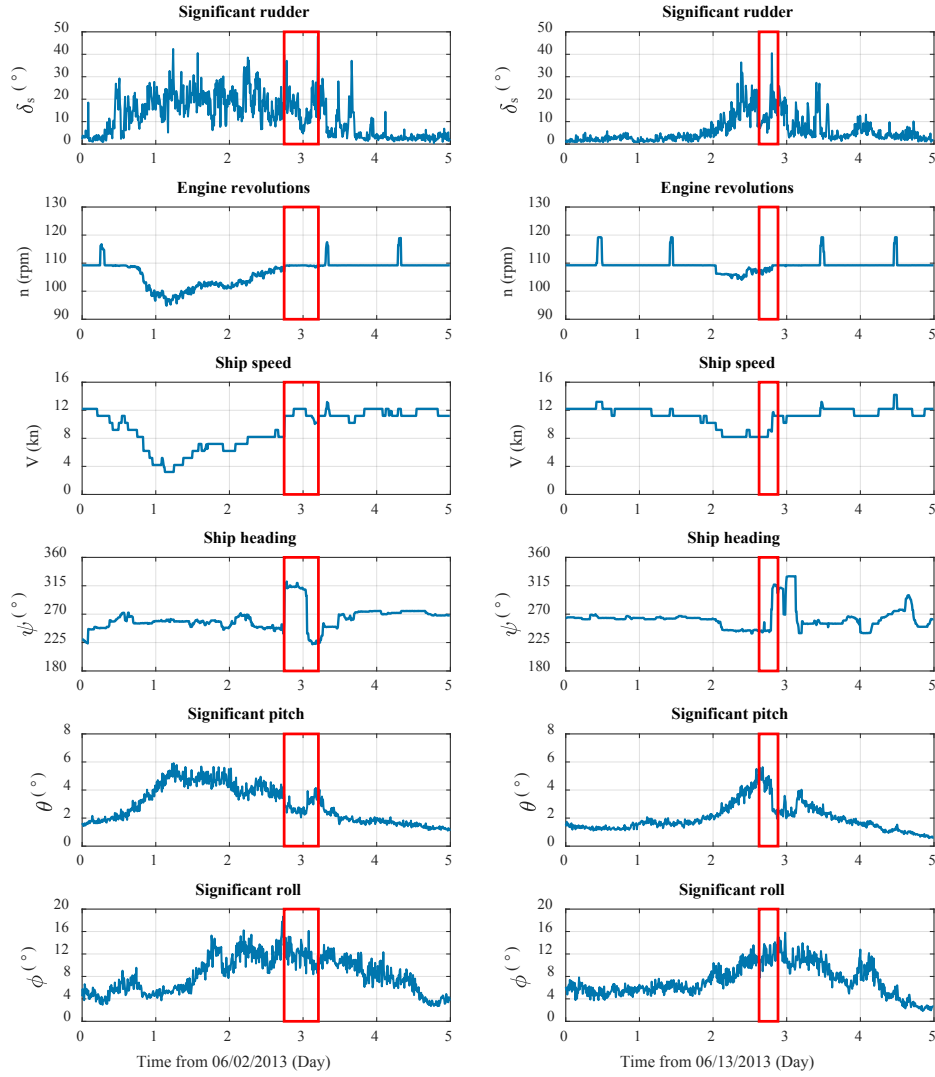 Significant rudder
50
40
30
20
10
0
δs (°)
0 1 2 3 4 5
Significant rudder
50
40
30
20
10
0
δs (°)
0 1 2 3 4 5
Engine revolutions
130
120
110
100
90
n (rpm)
0 1 2 3 4 5
Engine revolutions
130
120
110
100
90
n (rpm)
0 1 2 3 4 5
Ship speed
16
12
8
4
0
V (kn)
0 1 2 3 4 5
Ship speed
16
12
8
4
0
V (kn)
0 1 2 3 4 5
Ship heading
360
315
270
225
180
ψ (°)
0 1 2 3 4 5
Ship heading
360
315
270
225
180
ψ (°)
0 1 2 3 4 5
Significant pitch
8
6
4
2
0
θ (°)
0 1 2 3 4 5
Significant pitch
8
6
4
2
0
θ (°)
0 1 2 3 4 5
Significant roll
20
16
12
8
4
0
ϕ (°)
0 1 2 3 4 5
Time from 06/02/2013 (Day)
Significant roll
20
16
12
8
4
0
ϕ (°)
0 1 2 3 4 5
Time from 06/13/2013 (Day)